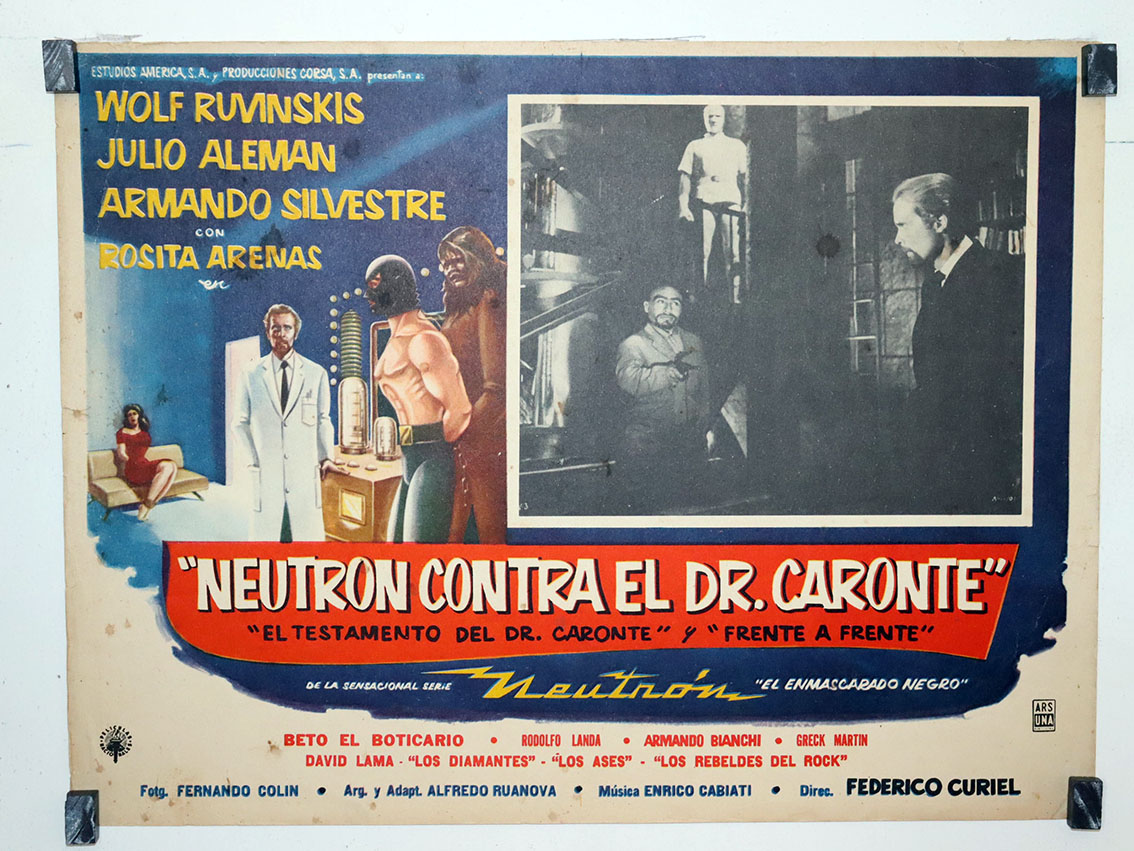 ESTUDIOS AMERICA, S.A. y PRODUCCIONES CORSA, S.A. presentan a:
WOLF RUVINSKIS
JULIO ALEMAN
ARMANDO SILVESTRE
CON
ROSITA ARENAS
en
"NEUTRON CONTRA EL DR. CARONTE"
"EL TESTAMENTO DEL DR. CARONTE" y "FRENTE A FRENTE"
DE LA SENSACIONAL SERIE Neutrón "EL ENMASCARADO NEGRO"
ARS
UNA
BETO EL BOTICARIO • RODOLFO LANDA • ARMANDO BIANCHI • GRECK MARTIN
DAVID LAMA - "LOS DIAMANTES" - "LOS ASES" - "LOS REBELDES DEL ROCK"
Fotg. FERNANDO COLIN • Arg. y Adapt. ALFREDO RUANOVA • Música ENRICO CABIATI • Direc. FEDERICO CURIEL